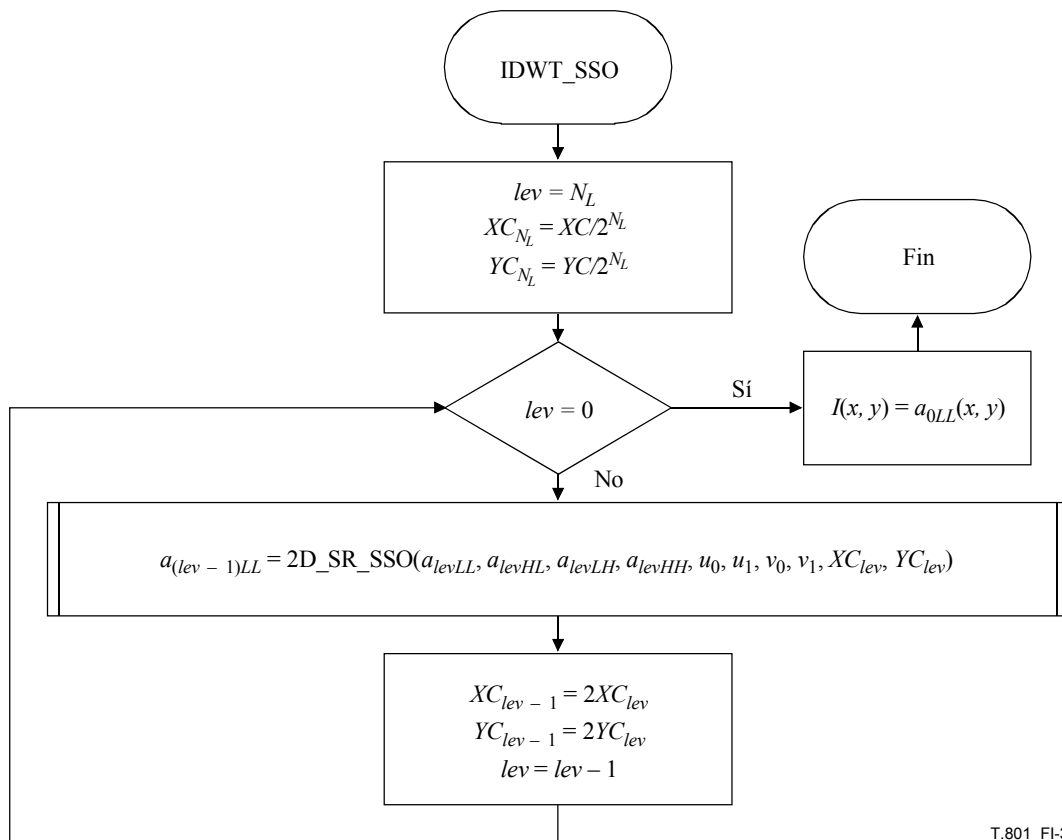 IDWT_SSO
lev = N_L
XC_{N_L} = XC/2^{N_L}
YC_{N_L} = YC/2^{N_L}
Fin
lev = 0
Sí
I(x, y) = a_{0LL}(x, y)
No
a_{(lev – 1)LL} = 2D_SR_SSO(a_{levLL}, a_{levHL}, a_{levLH}, a_{levHH}, u_0, u_1, v_0, v_1, XC_{lev}, YC_{lev})
XC_{lev – 1} = 2XC_{lev}
YC_{lev – 1} = 2YC_{lev}
lev = lev – 1